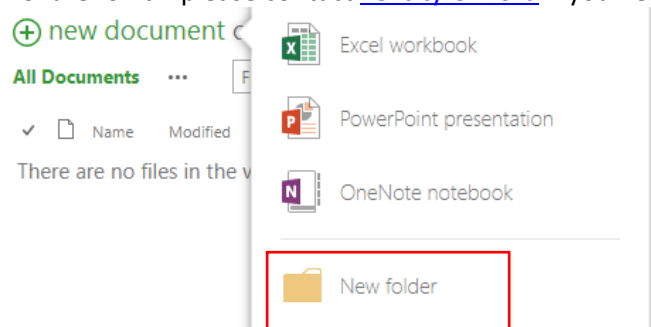 new document
Excel workbook
All Documents ...
PowerPoint presentation
Name Modified
There are no files in the
OneNote notebook
New folder